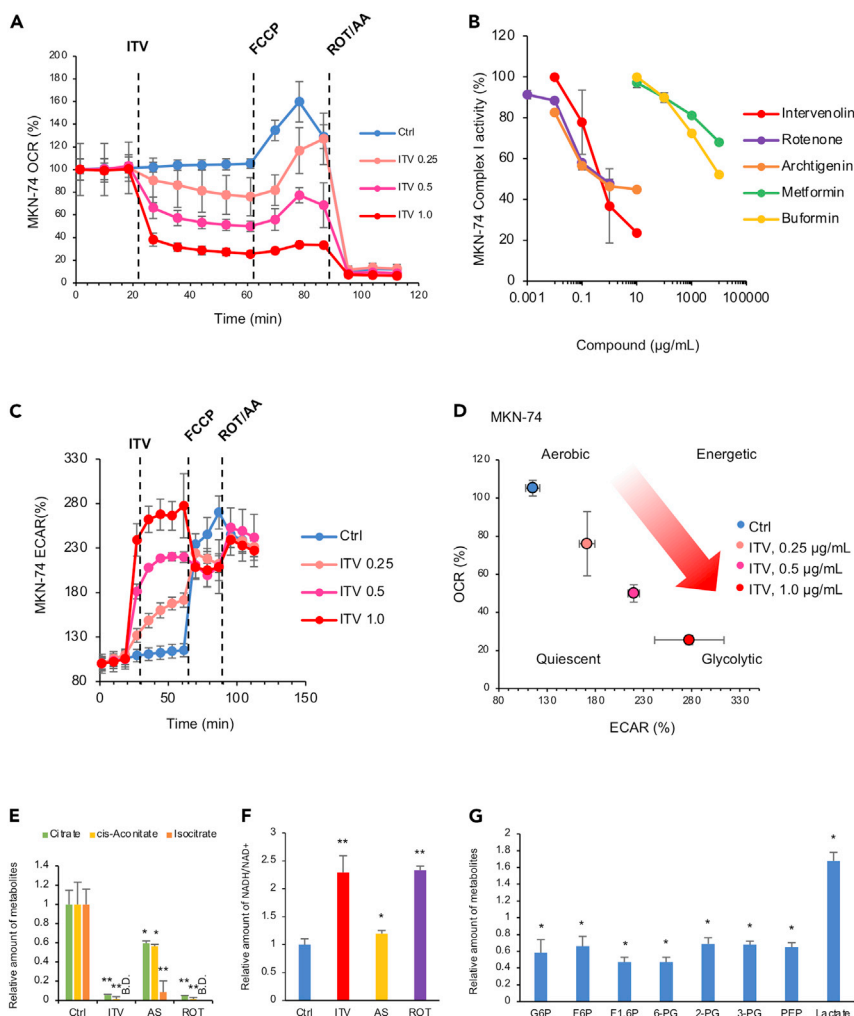 A
ITV
FCCP
ROT/AA
200
180
160
140
120
100
80
60
40
20
0
MKN-74 OCR (%)
Ctrl
ITV 0.25
ITV 0.5
ITV 1.0
0 20 40 60 80 100 120
Time (min)
B
120
100
80
60
40
20
0
MKN-74 Complex I activity (%)
Intervenolin
Rotenone
Archtigenin
Metformin
Buformin
0.001 0.1 10 1000 100000
Compound (µg/mL)
C
ITV
FCCP
ROT/AA
330
280
230
180
130
80
MKN-74 ECAR(%)
Ctrl
ITV 0.25
ITV 0.5
ITV 1.0
0 50 100 150
Time (min)
D
MKN-74
Aerobic Energetic
120
100
80
60
40
20
0
OCR (%)
Ctrl
ITV, 0.25 µg/mL
ITV, 0.5 µg/mL
ITV, 1.0 µg/mL
Quiescent Glycolytic
80 130 180 230 280 330
ECAR (%)
E
Citrate cis-Aconitate Isocitrate
Relative amount of metabolites
1.4
1.2
1
0.8
0.6
0.4
0.2
0
** ** B.D.
* * **
** ** B.D.
Ctrl ITV AS ROT
F
Relative amount of NADH/NAD+
3
2.5
2
1.5
1
0.5
0
** * **
Ctrl ITV AS ROT
G
Relative amount of metabolites
2
1.8
1.6
1.4
1.2
1
0.8
0.6
0.4
0.2
0
* * * * * * * *
G6P F6P F1,6P 6-PG 2-PG 3-PG PEP Lactate